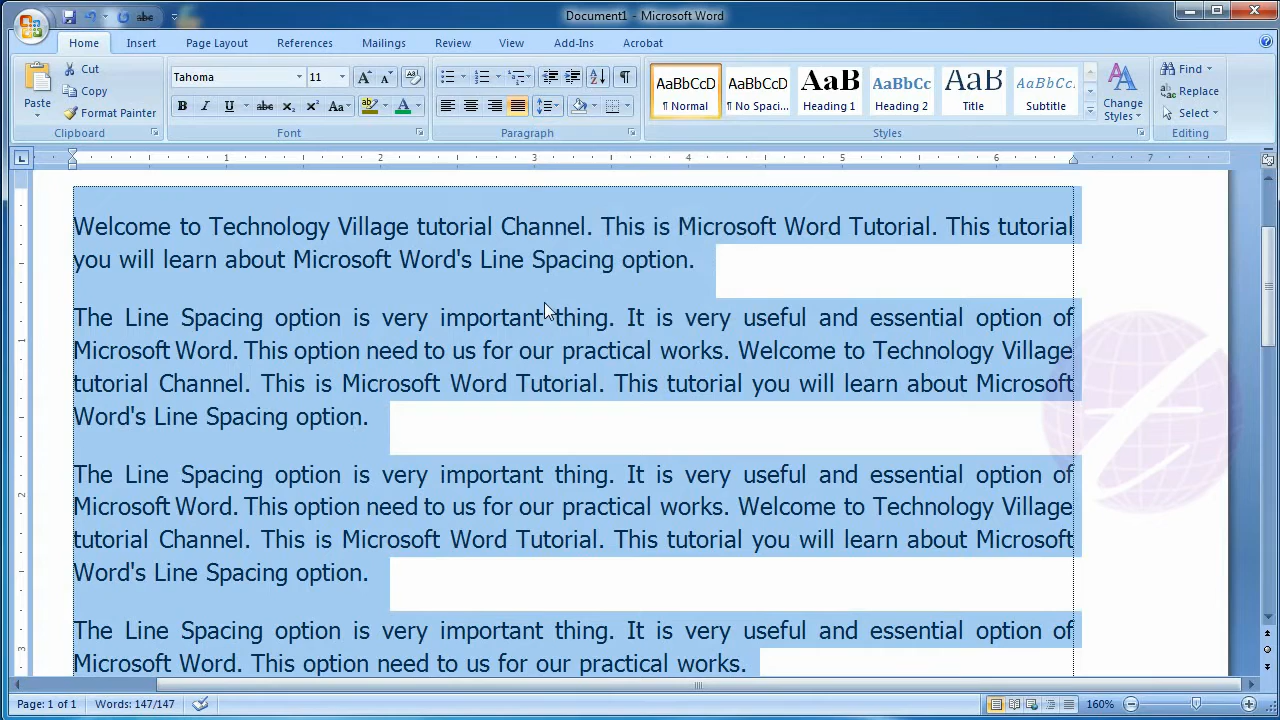 Document1 - Microsoft Word
Home Insert Page Layout References Mailings Review View Add-Ins Acrobat
Paste
Cut
Copy
Format Painter
Clipboard
Tahoma 11
Font
Paragraph
AaBbCcD AaBbCcD AaB AaBbCc AaB AaBbCc
¶ Normal ¶ No Spaci... Heading 1 Heading 2 Title Subtitle
Change
Styles
Styles
Find
Replace
Select
Editing
1 2 3 4 5 6 7
Welcome to Technology Village tutorial Channel. This is Microsoft Word Tutorial. This tutorial
you will learn about Microsoft Word's Line Spacing option.
The Line Spacing option is very important thing. It is very useful and essential option of
Microsoft Word. This option need to us for our practical works. Welcome to Technology Village
tutorial Channel. This is Microsoft Word Tutorial. This tutorial you will learn about Microsoft
Word's Line Spacing option.
The Line Spacing option is very important thing. It is very useful and essential option of
Microsoft Word. This option need to us for our practical works. Welcome to Technology Village
tutorial Channel. This is Microsoft Word Tutorial. This tutorial you will learn about Microsoft
Word's Line Spacing option.
The Line Spacing option is very important thing. It is very useful and essential option of
Microsoft Word. This option need to us for our practical works.
Page: 1 of 1 Words: 147/147 160%